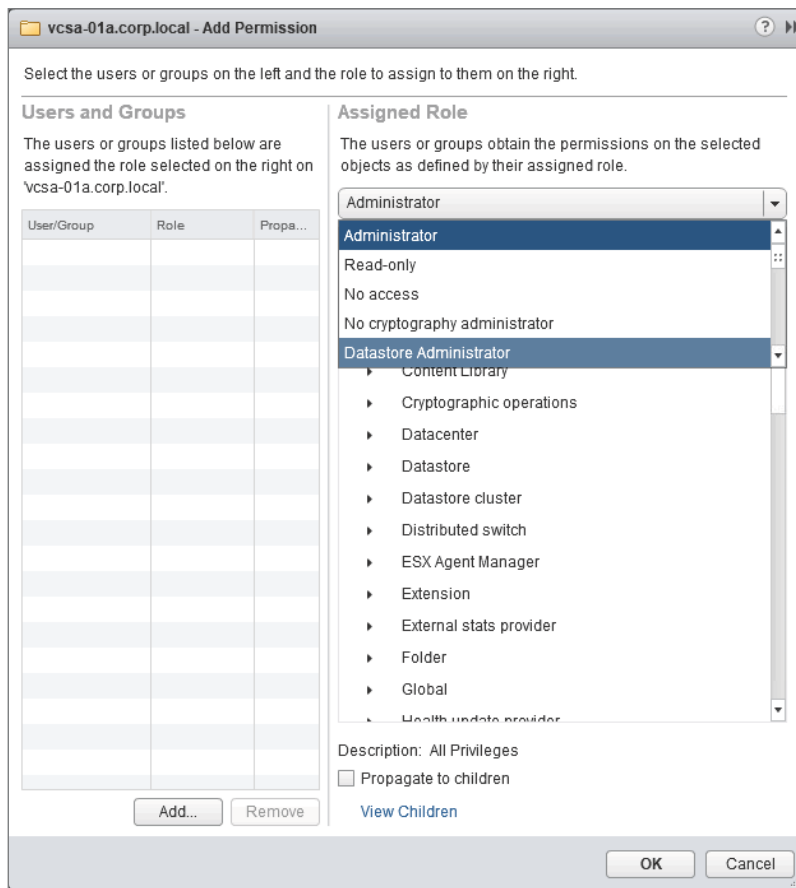 vcsa-01a.corp.local - Add Permission
?
Select the users or groups on the left and the role to assign to them on the right.
Users and Groups
The users or groups listed below are
assigned the role selected on the right on
'vcsa-01a.corp.local'.
User/Group Role Propa...
Add... Remove
Assigned Role
The users or groups obtain the permissions on the selected
objects as defined by their assigned role.
Administrator
Administrator
Read-only
No access
No cryptography administrator
Datastore Administrator
Content Library
Cryptographic operations
Datacenter
Datastore
Datastore cluster
Distributed switch
ESX Agent Manager
Extension
External stats provider
Folder
Global
Health update provider
Description: All Privileges
Propagate to children
View Children
OK Cancel